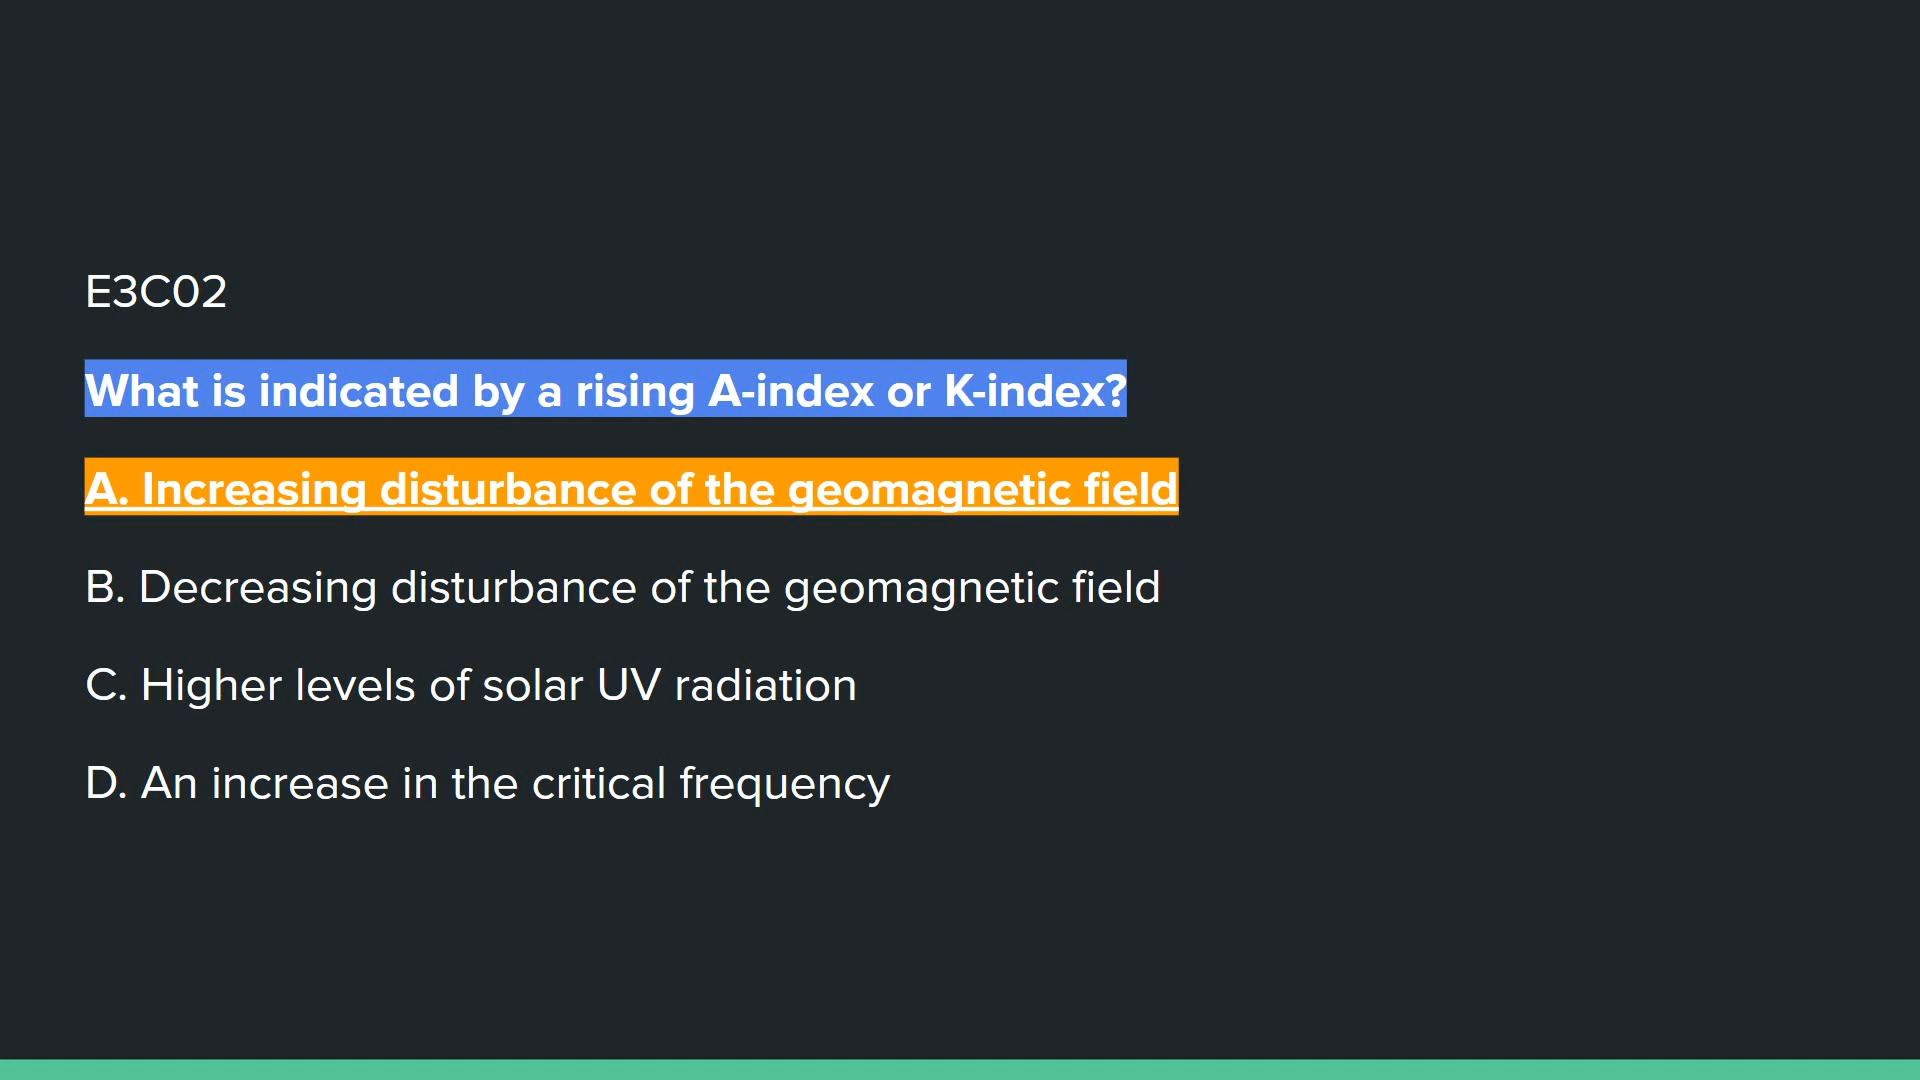 E3C02
What is indicated by a rising A-index or K-index?
A. Increasing disturbance of the geomagnetic field
B. Decreasing disturbance of the geomagnetic field
C. Higher levels of solar UV radiation
D. An increase in the critical frequency